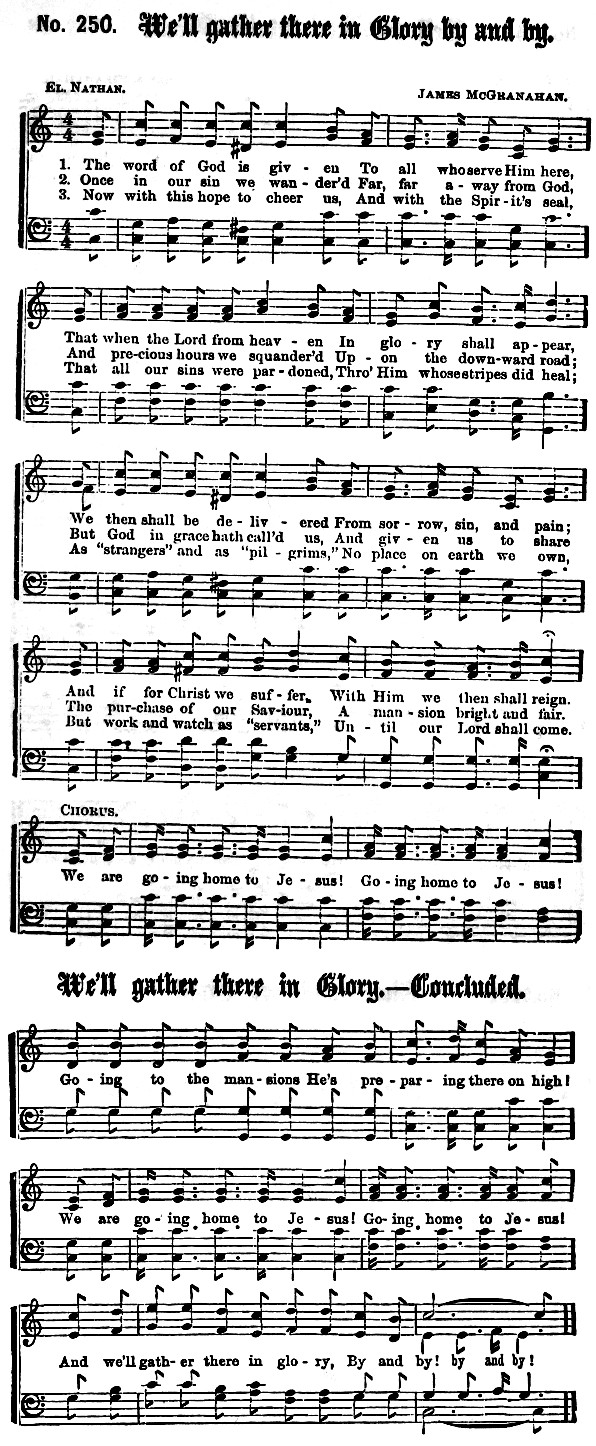 No. 250. We'll gather there in Glory by and by.
EL. NATHAN. JAMES MCGRANAHAN.
1. The word of God is giv - en To all who serve Him here,
2. Once in our sin we wan - der'd Far, far a - way from God,
3. Now with this hope to cheer us, And with the Spir - it's seal,
That when the Lord from heav - en In glo - ry shall ap - pear,
And pre - cious hours we squander'd Up - on the down - ward road;
That all our sins were par - doned, Thro' Him whose stripes did heal;
We then shall be de - liv - ered From sor - row, sin, and pain;
But God in grace hath call'd us, And giv - en us to share
As "strangers" and as "pil - grims," No place on earth we own,
And if for Christ we suf - fer, With Him we then shall reign.
The pur - chase of our Sav - iour, A man - sion bright and fair.
But work and watch as "servants," Un - til our Lord shall come.
CHORUS.
We are go - ing home to Je - sus! Go - ing home to Je - sus!
We'll gather there in Glory.—Concluded.
Go - ing to the man - sions He's pre - par - ing there on high!
We are go - ing home to Je - sus! Go - ing home to Je - sus!
And we'll gath - er there in glo - ry, By and by! by and by!